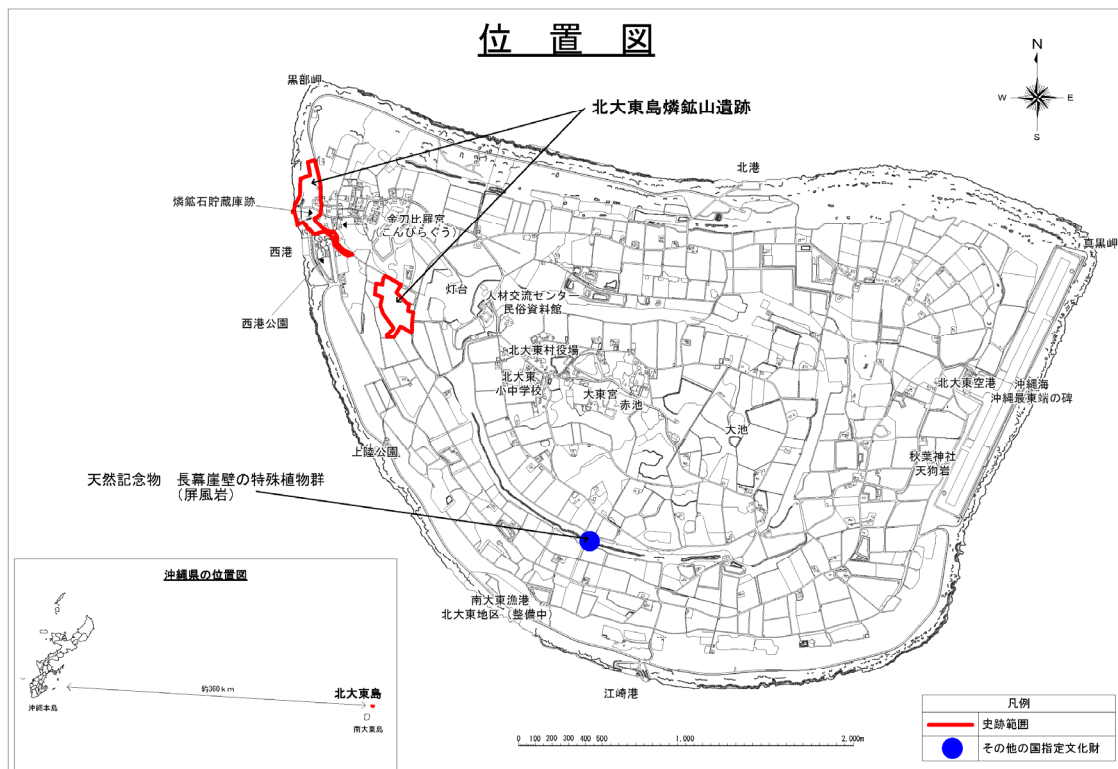 位置図
N
W
E
S
黒部岬
北大東島燐鉱山遺跡
北港
燐鉱石貯蔵庫跡
金刀比羅宮
(こんぴらぐう)
真黒岬
西港
灯台
人材交流センター
民俗資料館
西港公園
北大東村役場
北大東
小中学校
大東宮
赤池
北大東空港
沖縄海
沖縄最東端の碑
大池
上陸公園
秋葉神社
天狗岩
天然記念物 長幕崖壁の特殊植物群
(屏風岩)
沖縄県の位置図
南大東漁港
北大東地区(整備中)
江崎港
約360km
北大東島
沖縄本島
南大東島
0 100 200 300 400 500 1,000 2,000m
凡例
史跡範囲
その他の国指定文化財